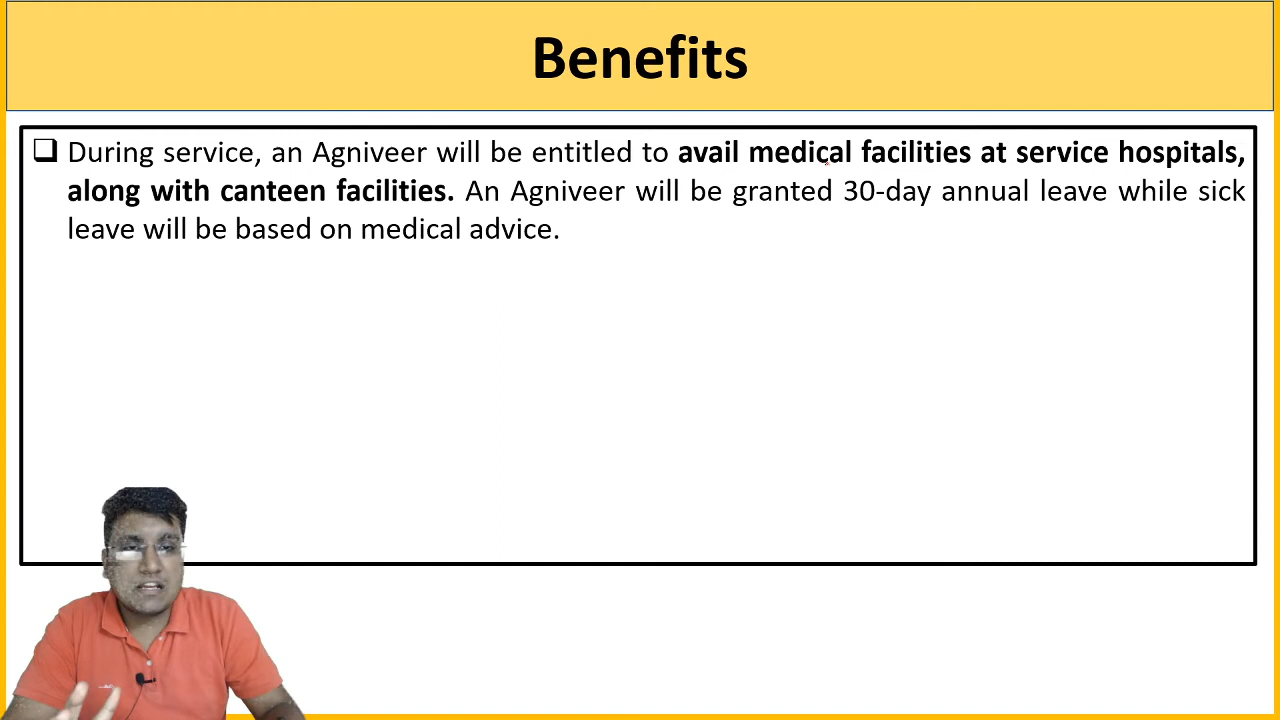 Benefits
During service, an Agniveer will be entitled to avail medical facilities at service hospitals,
along with canteen facilities. An Agniveer will be granted 30-day annual leave while sick
leave will be based on medical advice.